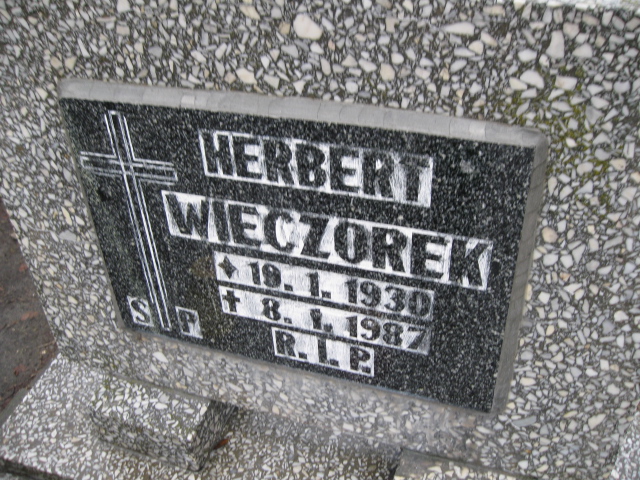 HERBERT
WIECZOREK
19. 1. 1930
8. 1. 1987
R. I. P.
S P